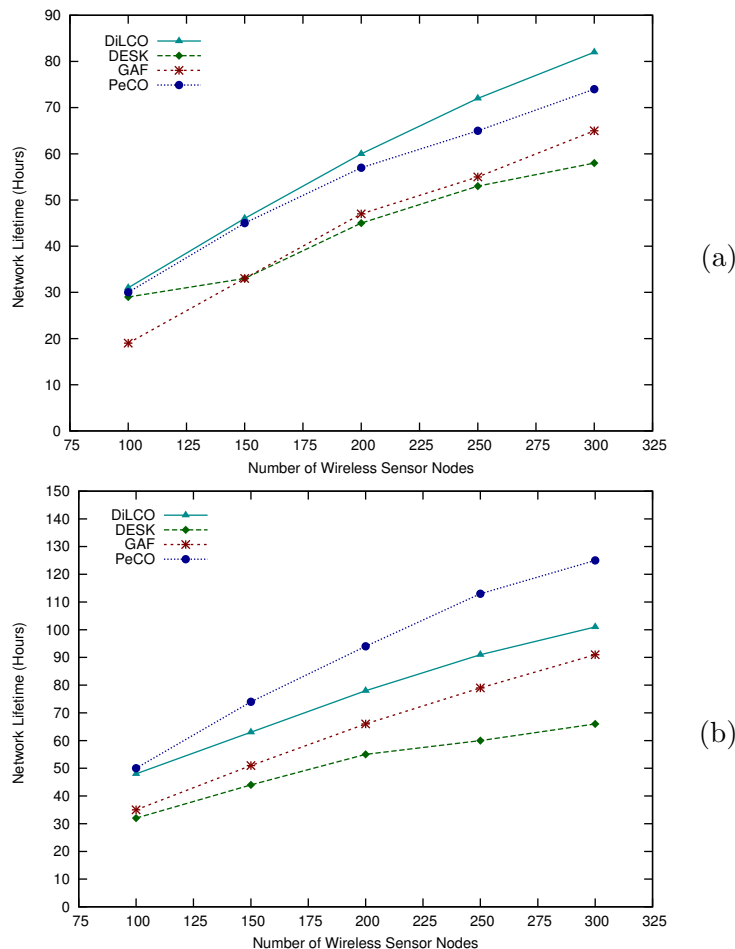 90
80
70
60
50
40
30
20
10
0
Network Lifetime (Hours)
DiLCO
DESK
GAF
PeCO
75 100 125 150 175 200 225 250 275 300 325
Number of Wireless Sensor Nodes
(a)
150
140
130
120
110
100
90
80
70
60
50
40
30
20
10
0
Network Lifetime (Hours)
DiLCO
DESK
GAF
PeCO
75 100 125 150 175 200 225 250 275 300 325
Number of Wireless Sensor Nodes
(b)